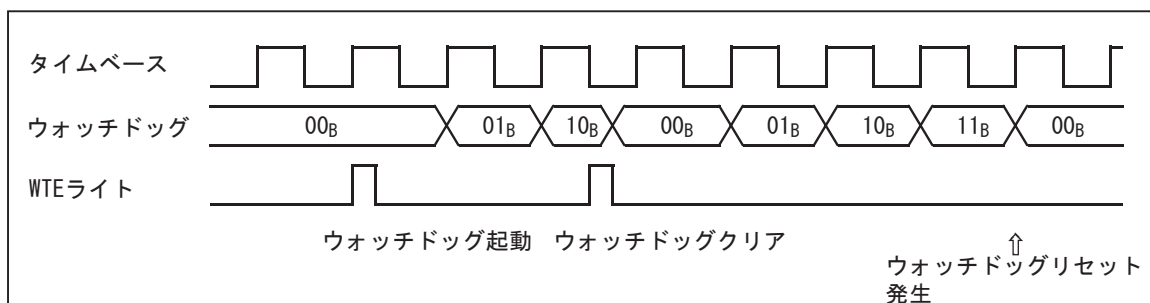 タイムベース
ウォッチドッグ 00B 01B 10B 00B 01B 10B 11B 00B
WTEライト
ウォッチドッグ起動 ウォッチドッグクリア
⇧
ウォッチドッグリセット
発生